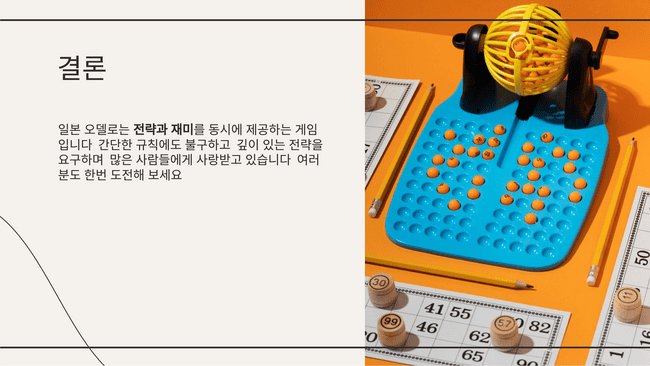 결론
일본 오델로는 전략과 재미를 동시에 제공하는 게임
입니다 간단한 규칙에도 불구하고 깊이 있는 전략을
요구하며 많은 사람들에게 사랑받고 있습니다 여러
분도 한번 도전해 보세요
50
30
41 55
11
99
46
57
0 82
62
65
90
1